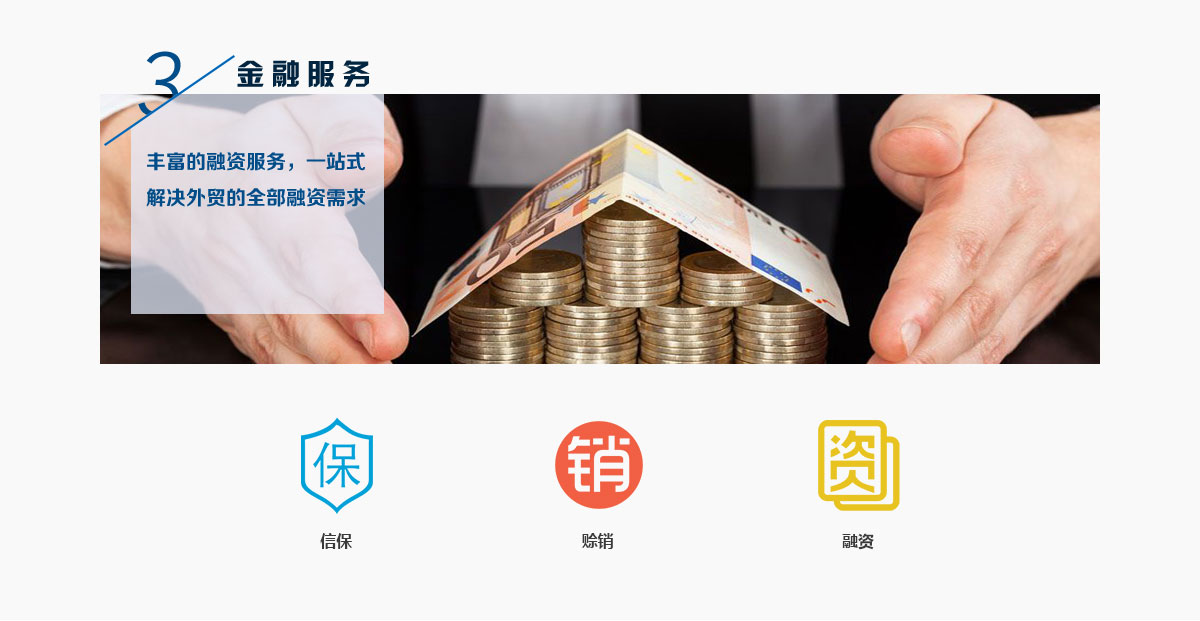 3 金融服务
丰富的融资服务，一站式
解决外贸的全部融资需求
保
销
资
信保
赊销
融资